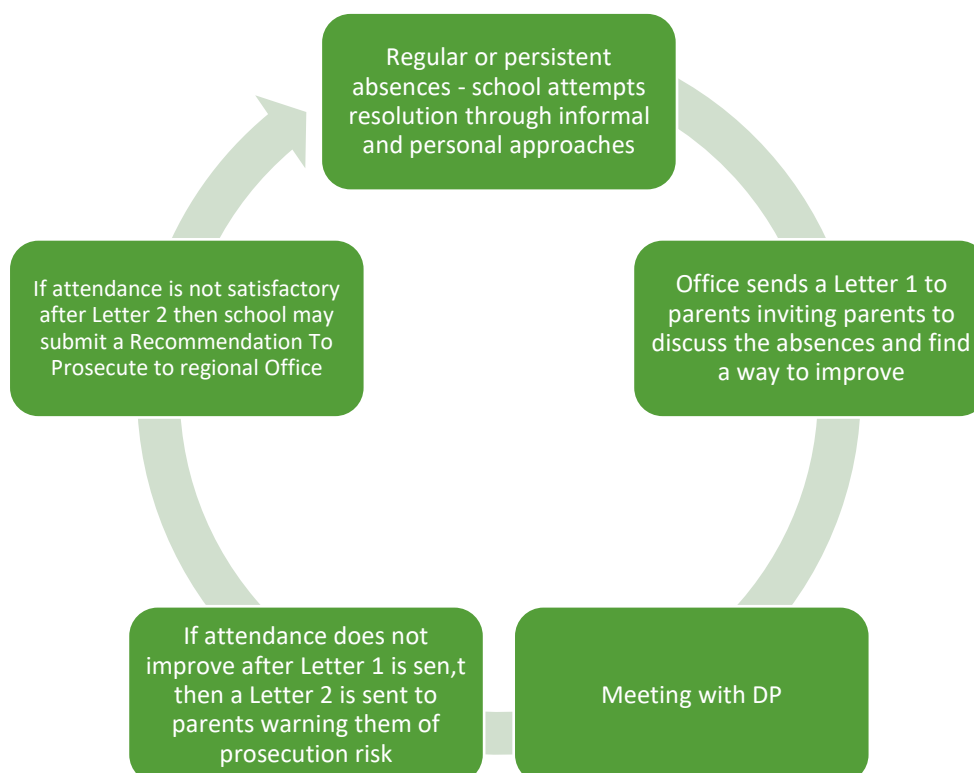 Regular or persistent
absences - school attempts
resolution through informal
and personal approaches
Office sends a Letter 1 to
parents inviting parents to
discuss the absences and find
a way to improve
Meeting with DP
If attendance does not
improve after Letter 1 is sen,t
then a Letter 2 is sent to
parents warning them of
prosecution risk
If attendance is not satisfactory
after Letter 2 then school may
submit a Recommendation To
Prosecute to regional Office